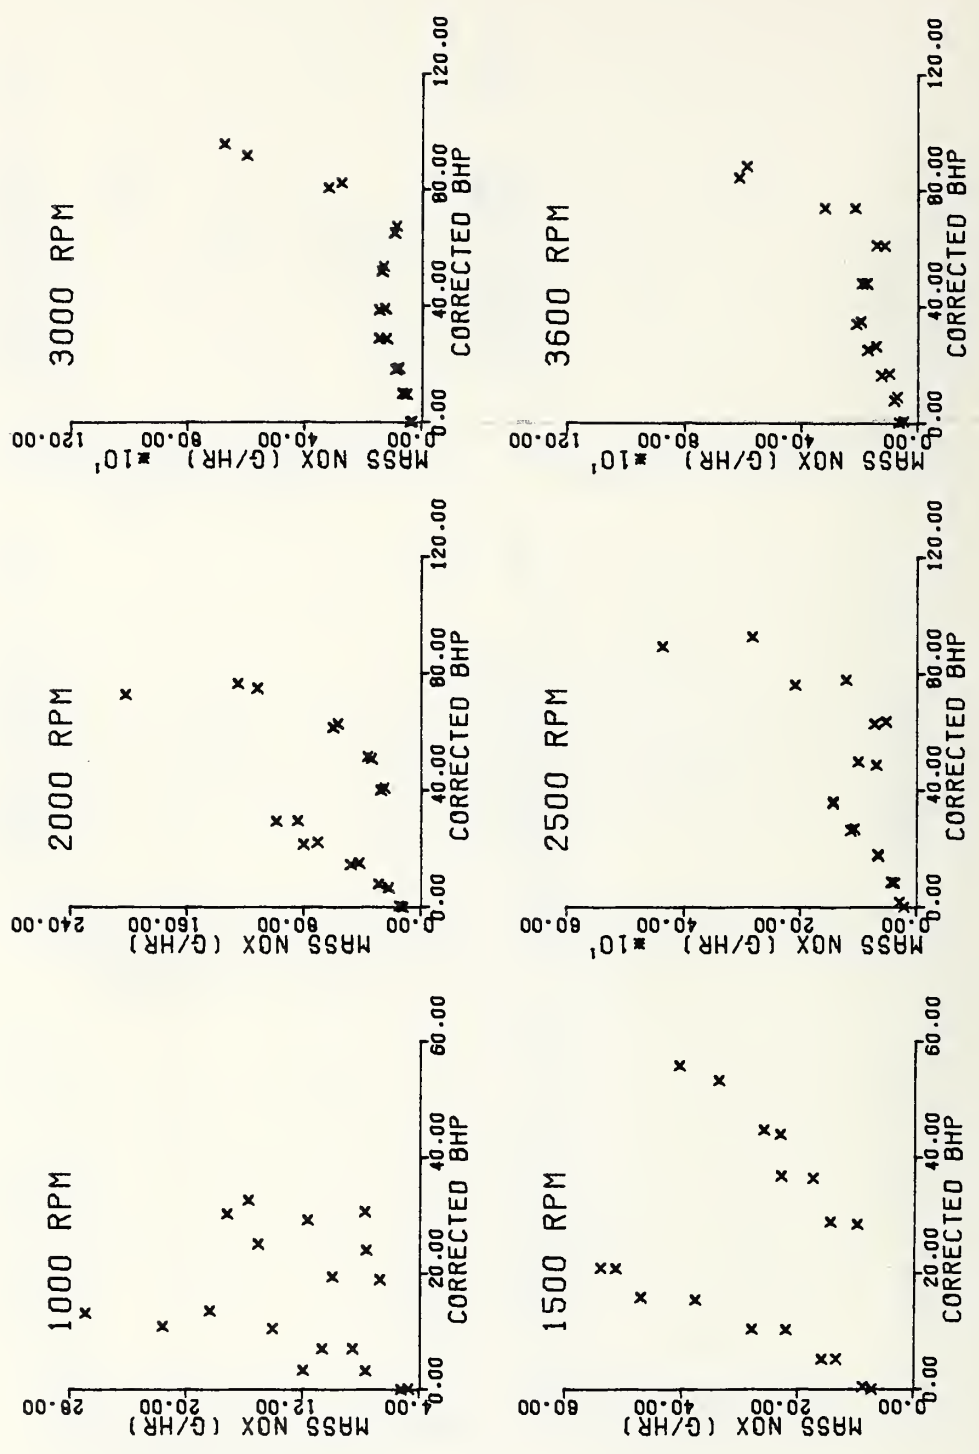 1000 RPM
MASS NOX (G/HR)
28.00
20.00
12.00
4.00
0.00 20.00 40.00 60.00
CORRECTED BHP
2000 RPM
MASS NOX (G/HR)
240.00
160.00
80.00
0.00
0.00 40.00 80.00 120.00
CORRECTED BHP
3000 RPM
MASS NOX (G/HR) *10¹
120.00
80.00
40.00
0.00
0.00 40.00 80.00 120.00
CORRECTED BHP
1500 RPM
MASS NOX (G/HR)
60.00
40.00
20.00
0.00
0.00 20.00 40.00 60.00
CORRECTED BHP
2500 RPM
MASS NOX (G/HR) *10¹
60.00
40.00
20.00
0.00
0.00 40.00 80.00 120.00
CORRECTED BHP
3600 RPM
MASS NOX (G/HR) *10¹
120.00
80.00
40.00
0.00
0.00 40.00 80.00 120.00
CORRECTED BHP